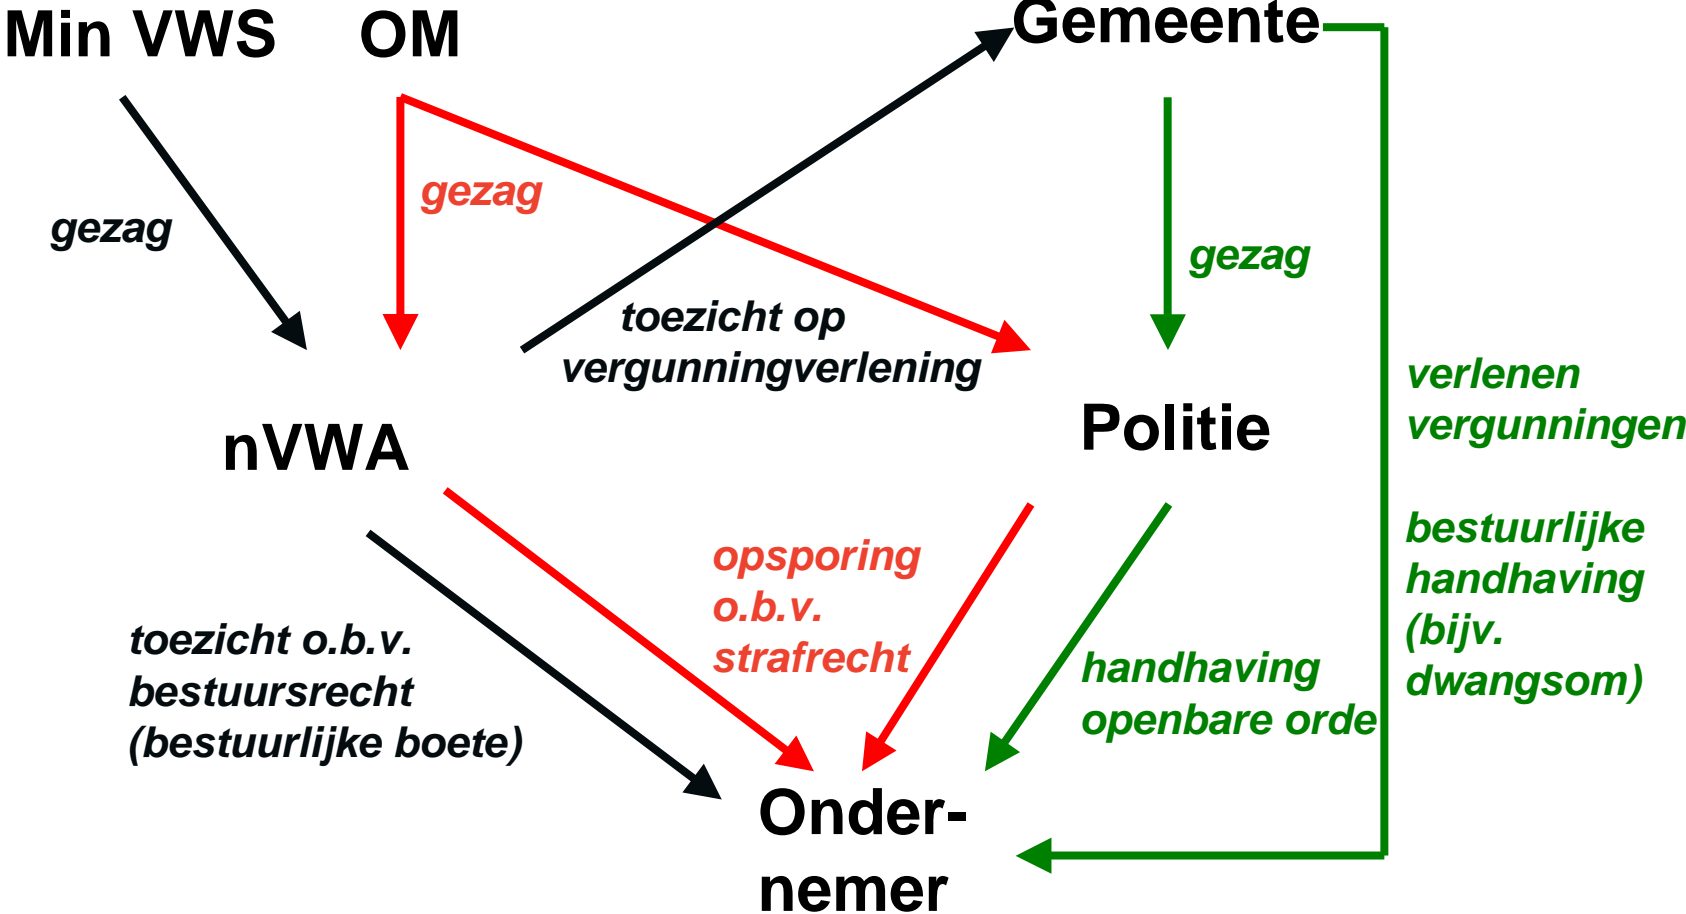 Min VWS
OM
Gemeente
gezag
gezag
gezag
toezicht op
vergunningverlening
verlenen
vergunningen
nVWA
Politie
bestuurlijke
handhaving
(bijv.
dwangsom)
opsporing
o.b.v.
strafrecht
toezicht o.b.v.
bestuursrecht
(bestuurlijke boete)
handhaving
openbare orde
Onder-
nemer